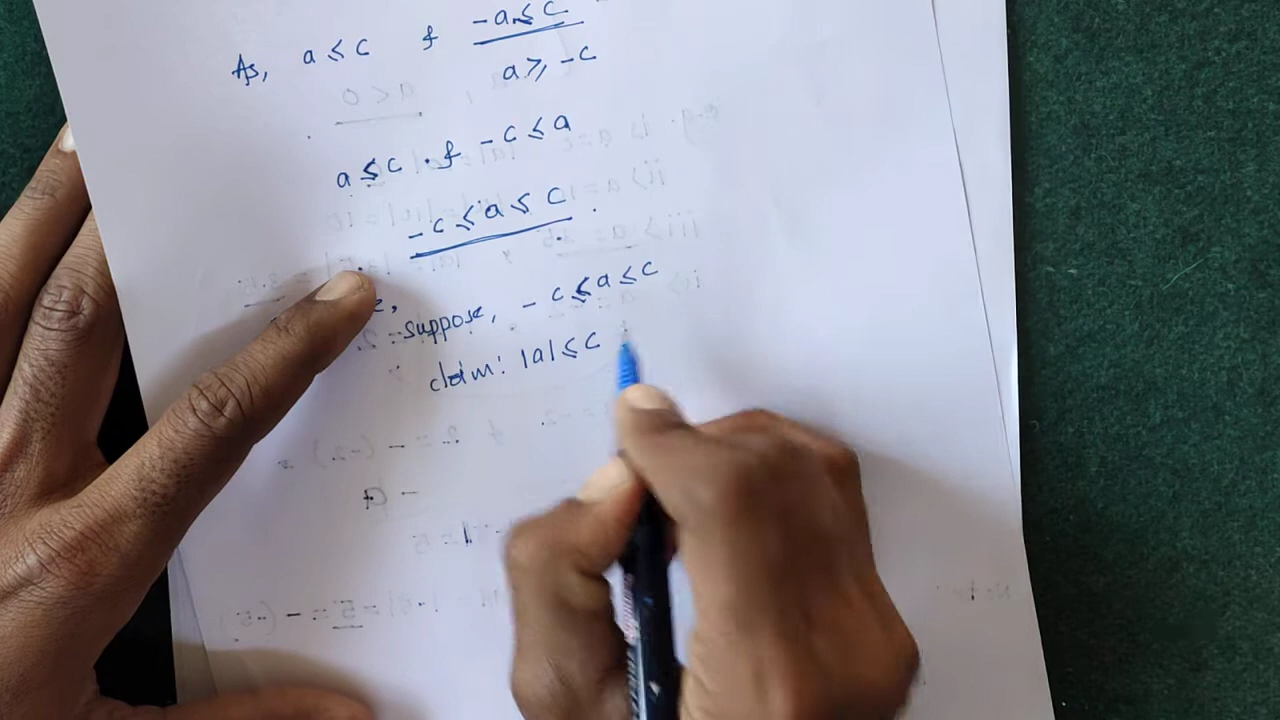 As, a ≤ c & -a ≤ c
a ≥ -c
a ≤ c & -c ≤ a
-c ≤ a ≤ c.
suppose, -c ≤ a ≤ c
claim: |a| ≤ c